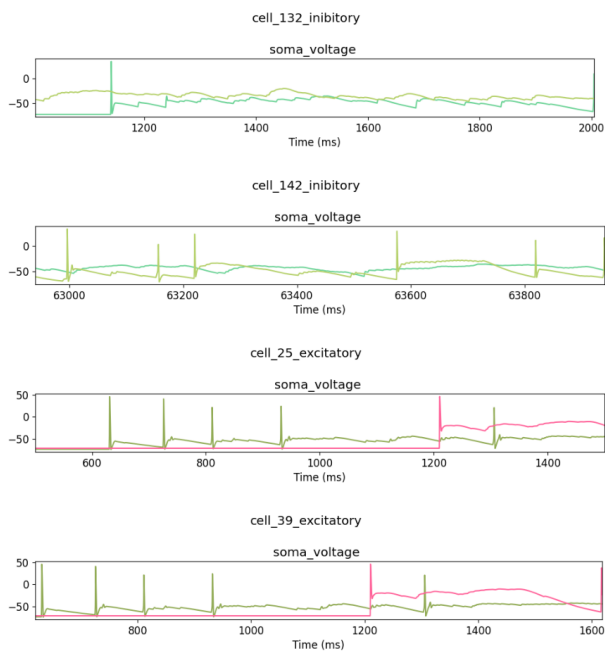 cell_132_inibitory
soma_voltage
0
−50
1200 1400 1600 1800 2000
Time (ms)
cell_142_inibitory
soma_voltage
0
−50
63000 63200 63400 63600 63800
Time (ms)
cell_25_excitatory
soma_voltage
50
0
−50
600 800 1000 1200 1400
Time (ms)
cell_39_excitatory
soma_voltage
50
0
−50
800 1000 1200 1400 1600
Time (ms)